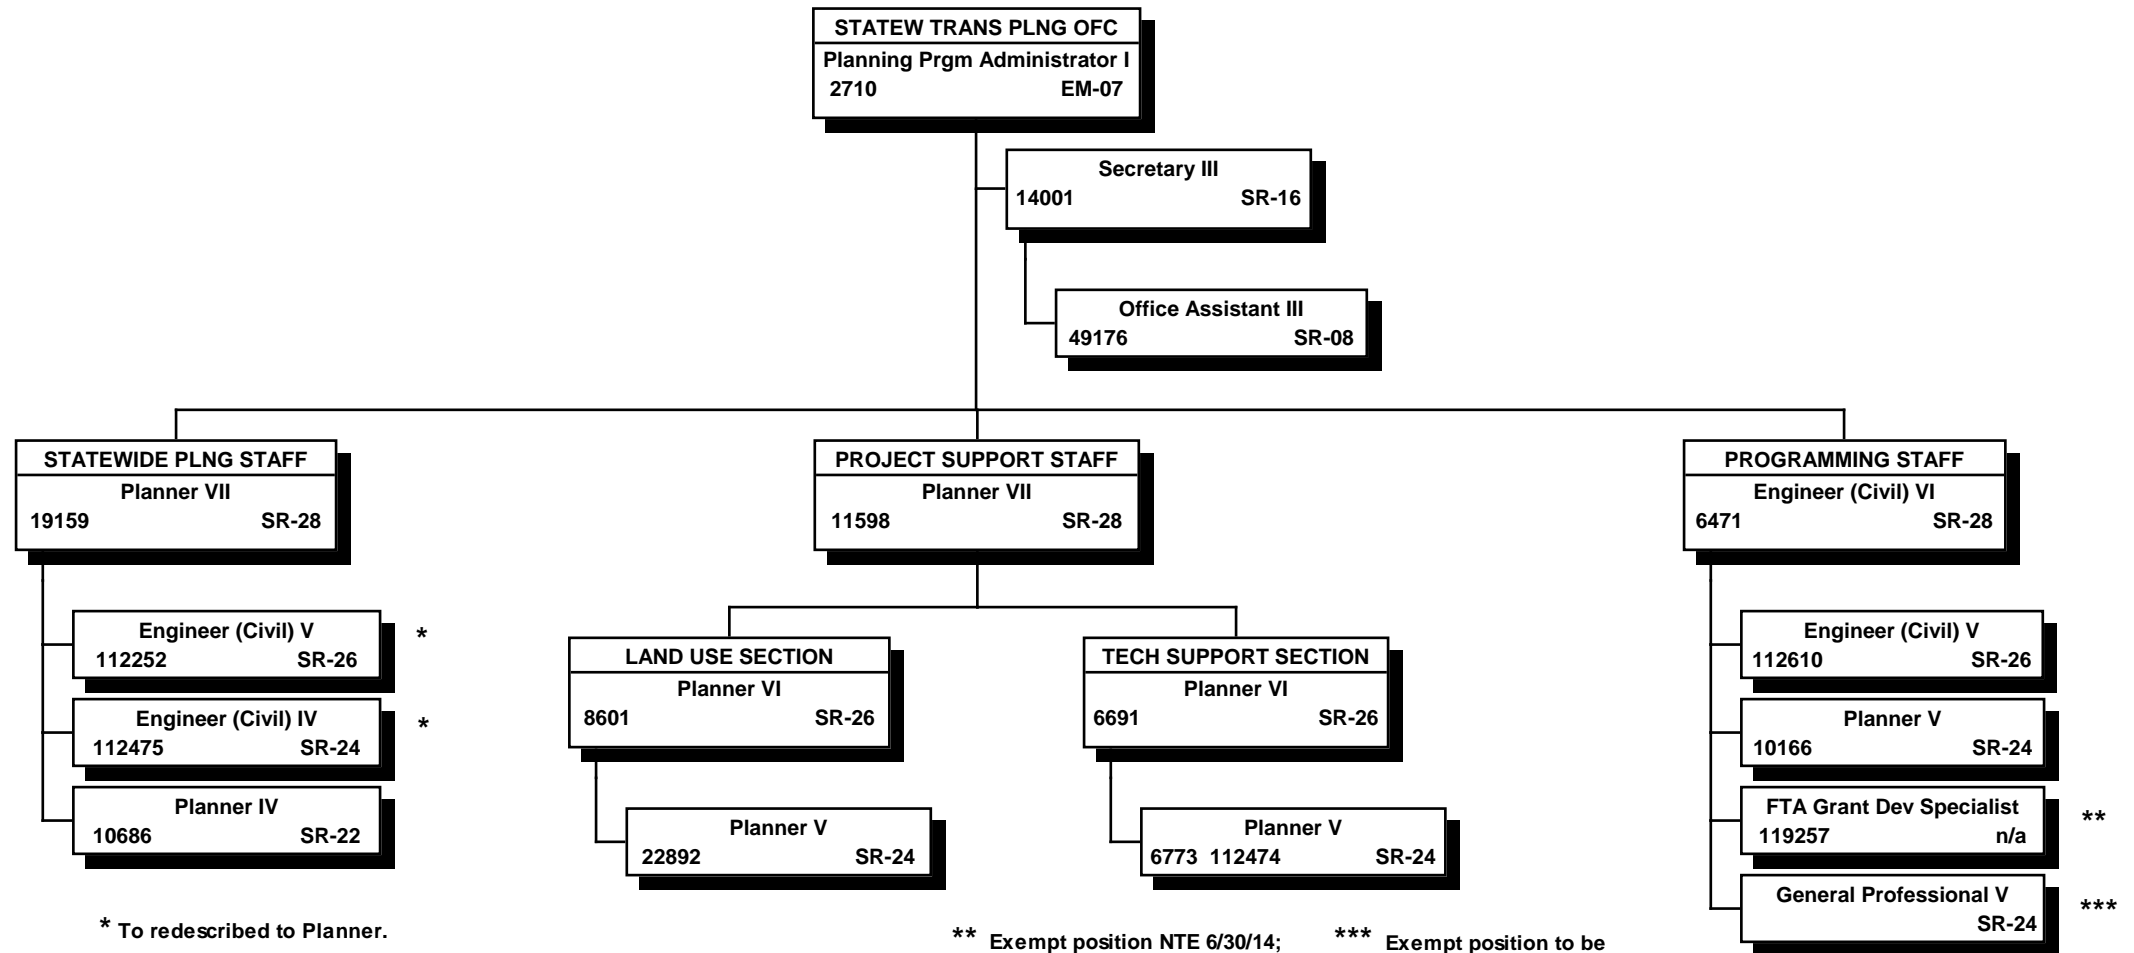 STATEW TRANS PLNG OFC
Planning Prgm Administrator I
2710 EM-07
Secretary III
14001 SR-16
Office Assistant III
49176 SR-08
STATEWIDE PLNG STAFF
Planner VII
19159 SR-28
PROJECT SUPPORT STAFF
Planner VII
11598 SR-28
PROGRAMMING STAFF
Engineer (Civil) VI
6471 SR-28
Engineer (Civil) V *
112252 SR-26
Engineer (Civil) IV *
112475 SR-24
Planner IV
10686 SR-22
LAND USE SECTION
Planner VI
8601 SR-26
Planner V
22892 SR-24
TECH SUPPORT SECTION
Planner VI
6691 SR-26
Planner V
6773 112474 SR-24
Engineer (Civil) V
112610 SR-26
Planner V
10166 SR-24
FTA Grant Dev Specialist **
119257 n/a
General Professional V ***
SR-24
* To redescribed to Planner.
** Exempt position NTE 6/30/14;
*** Exempt position to be